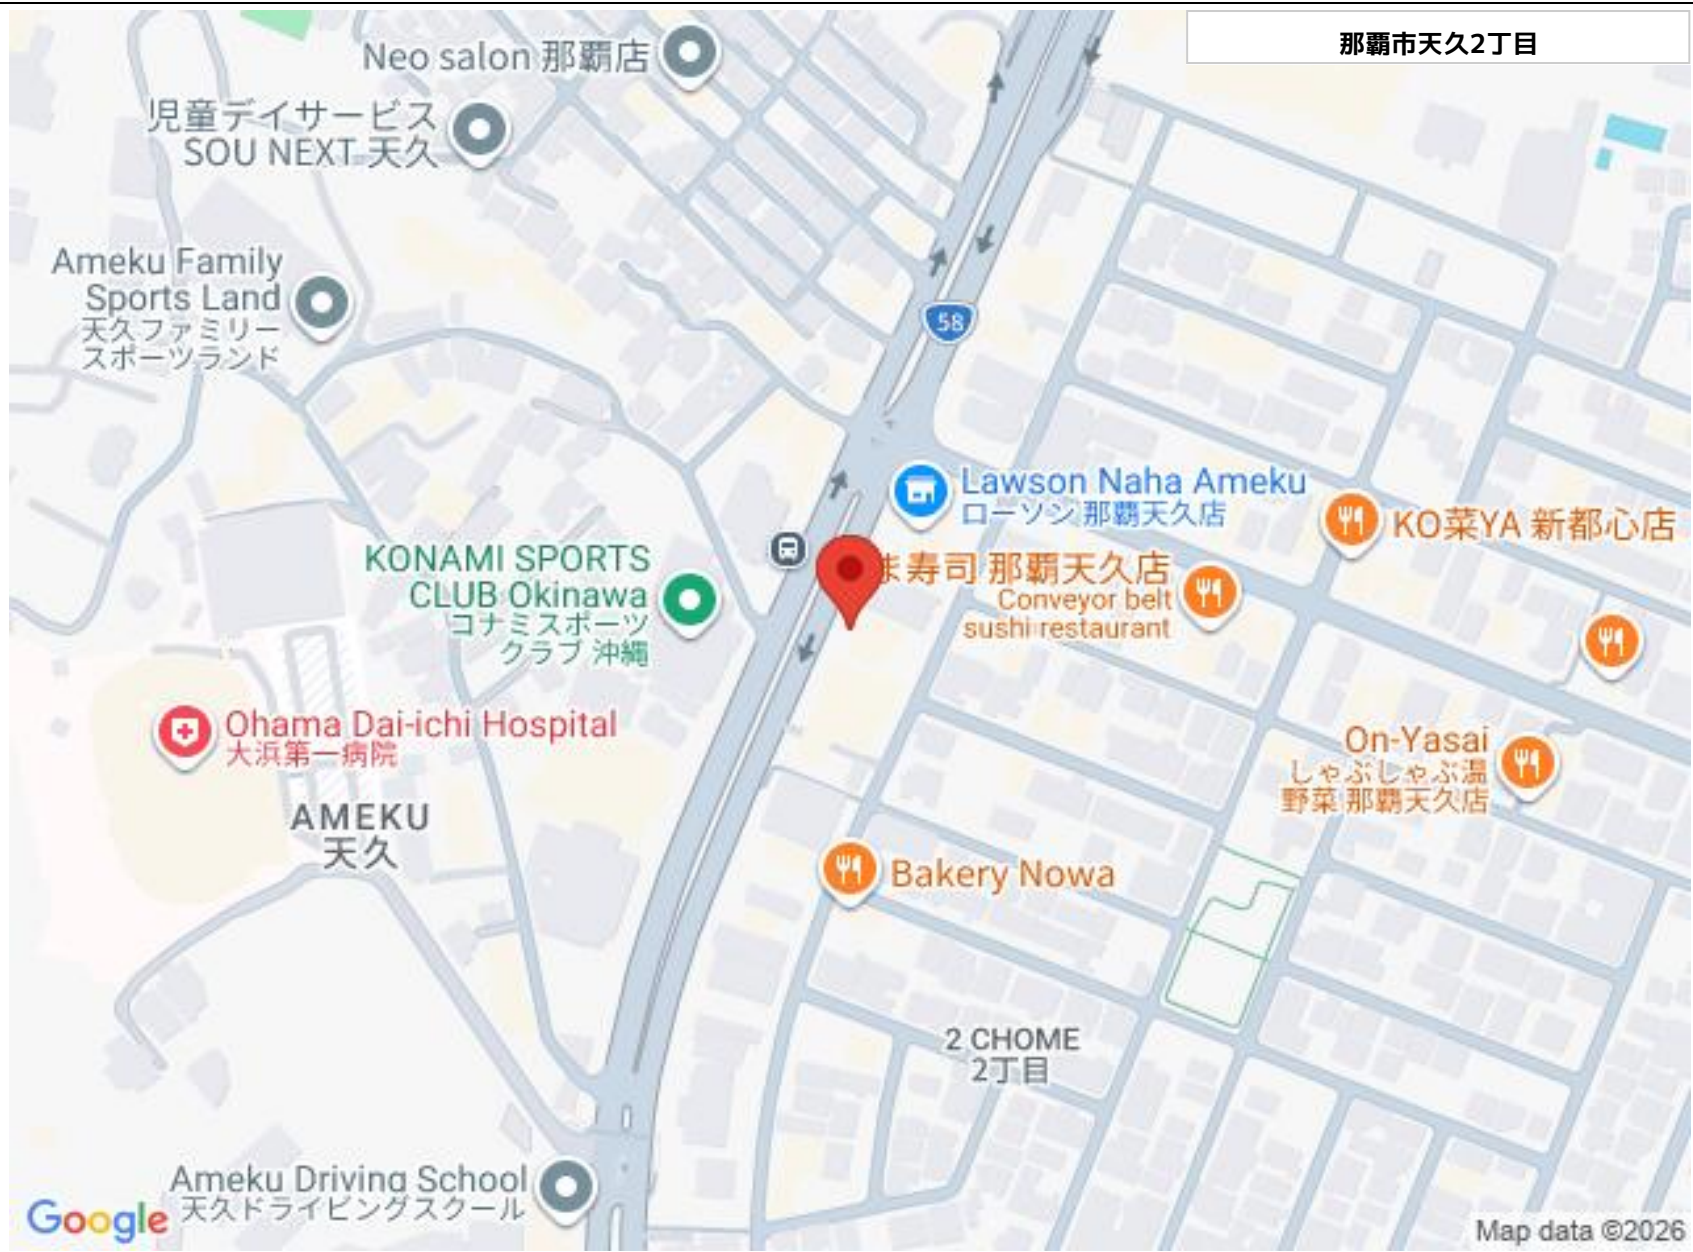 那覇市天久2丁目
Neo salon 那覇店
児童デイサービス
SOU NEXT 天久
Ameku Family
Sports Land
天久ファミリー
スポーツランド
58
Lawson Naha Ameku
ローソン 那覇天久店
KO菜YA 新都心店
KONAMI SPORTS
CLUB Okinawa
コナミスポーツ
クラブ 沖縄
ま寿司 那覇天久店
Conveyor belt
sushi restaurant
Ohama Dai-ichi Hospital
大浜第一病院
On-Yasai
しゃぶしゃぶ温
野菜 那覇天久店
AMEKU
天久
Bakery Nowa
2 CHOME
2丁目
Ameku Driving School
天久ドライビングスクール
Google
Map data ©2026